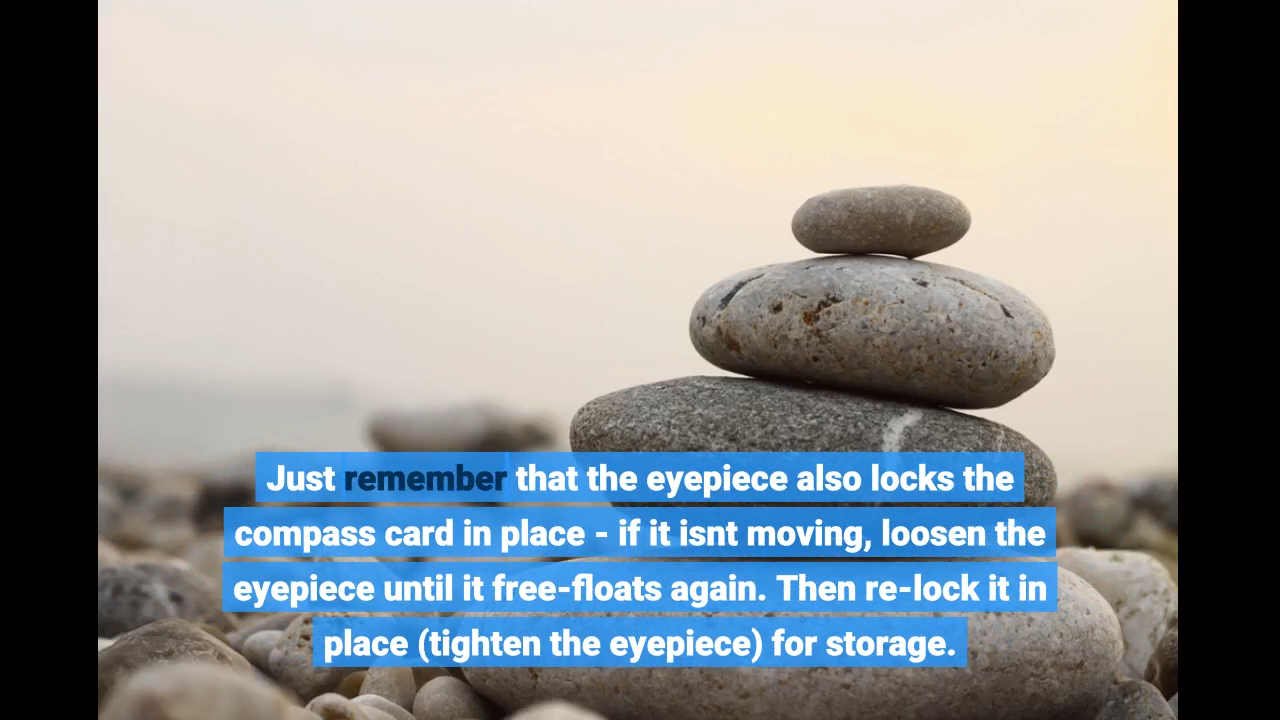 Just remember that the eyepiece also locks the
compass card in place - if it isnt moving, loosen the
eyepiece until it free-floats again. Then re-lock it in
place (tighten the eyepiece) for storage.